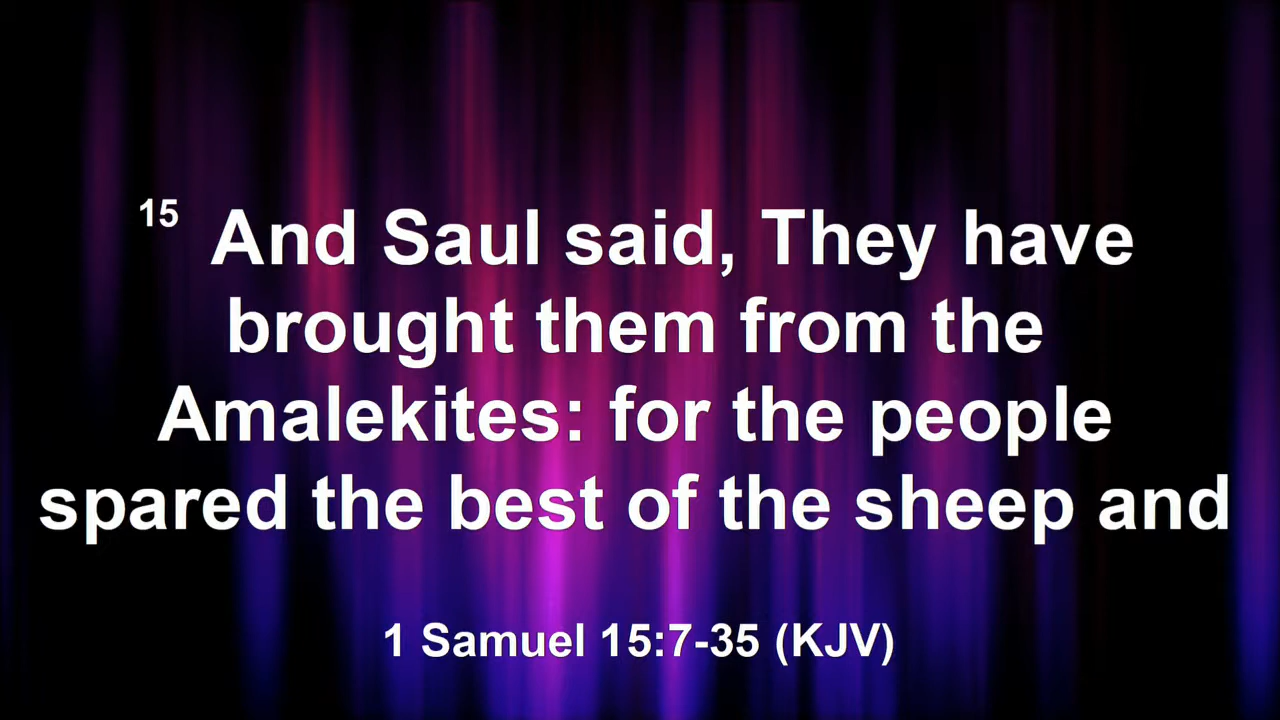 15 And Saul said, They have
brought them from the
Amalekites: for the people
spared the best of the sheep and
1 Samuel 15:7-35 (KJV)